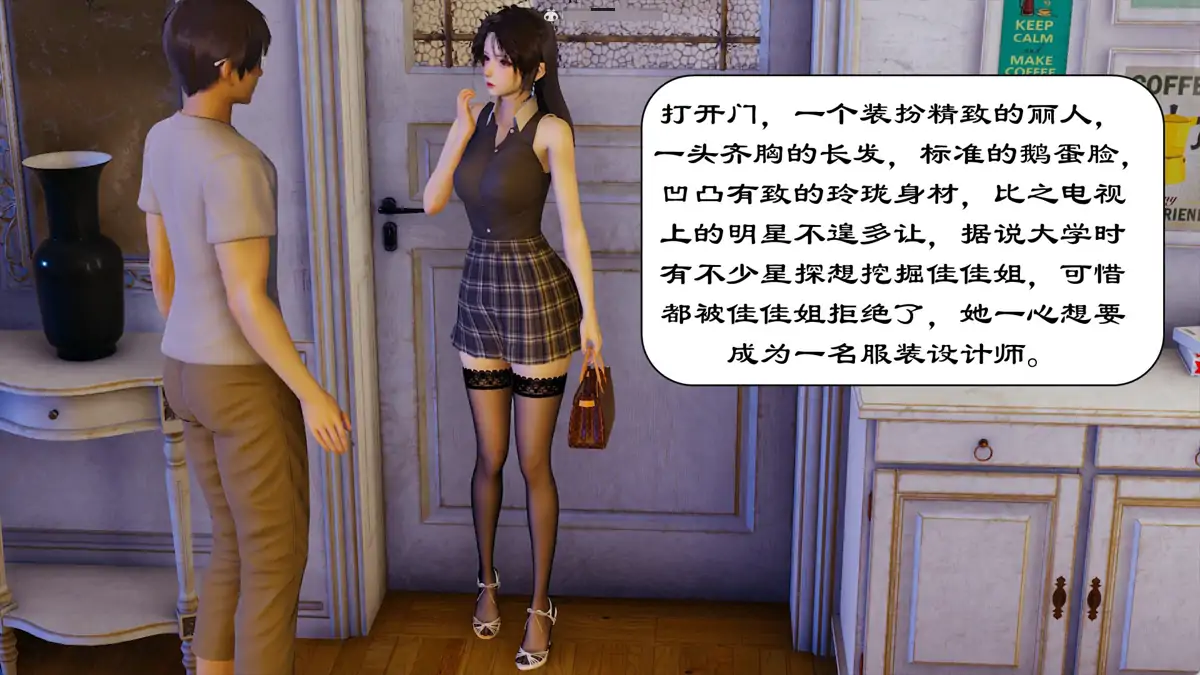 打开门，一个装扮精致的丽人，
一头齐胸的长发，标准的鹅蛋脸，
凹凸有致的玲珑身材，比之电视
上的明星不遑多让，据说大学时
有不少星探想挖掘佳佳姐，可惜
都被佳佳姐拒绝了，她一心想要
成为一名服装设计师。
KEEP
CALM
and
MAKE
COFFEE